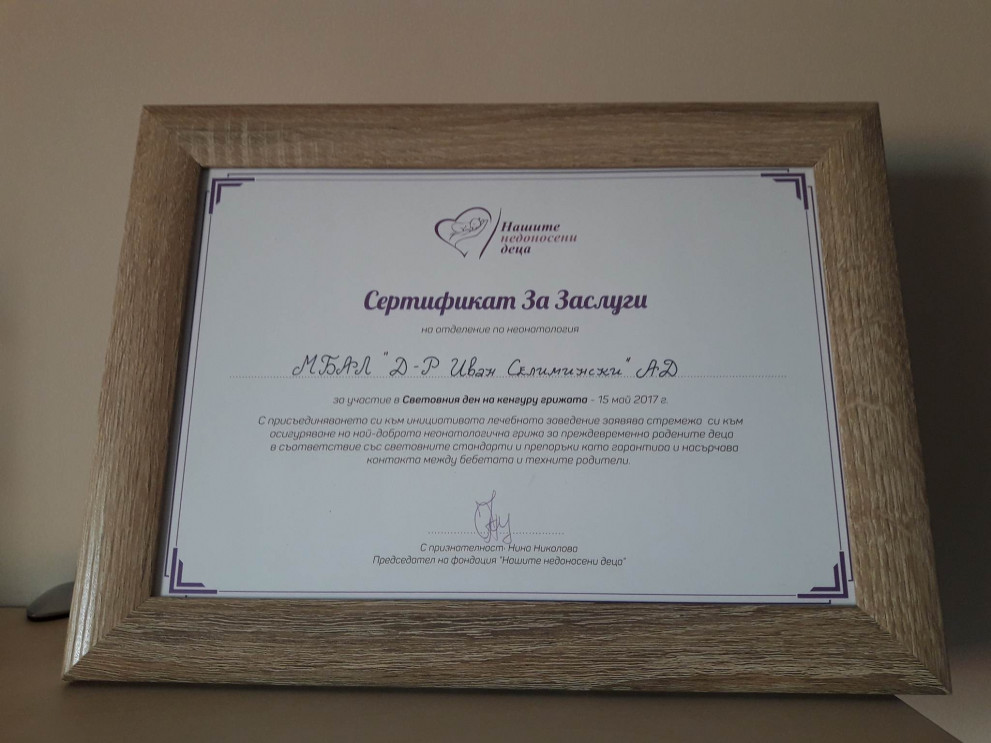 Нашите
недоносени
деца
Сертификат За Заслуги
на отделение по неонатология
МБАЛ "Д-Р Иван Селимински" АД
за участие в Световния ден на кенгуру грижата - 15 май 2017 г.
С присъединяването си към инициативата лечебното заведение заявява стремежа си към
осигуряване на най-добрата неонатологична грижа за преждевременно родените деца
в съответствие със световните стандарти и препоръки като гарантира и насърчава
контакта между бебетата и техните родители.
С признателност: Нина Николова
Председател на фондация "Нашите недоносени деца"